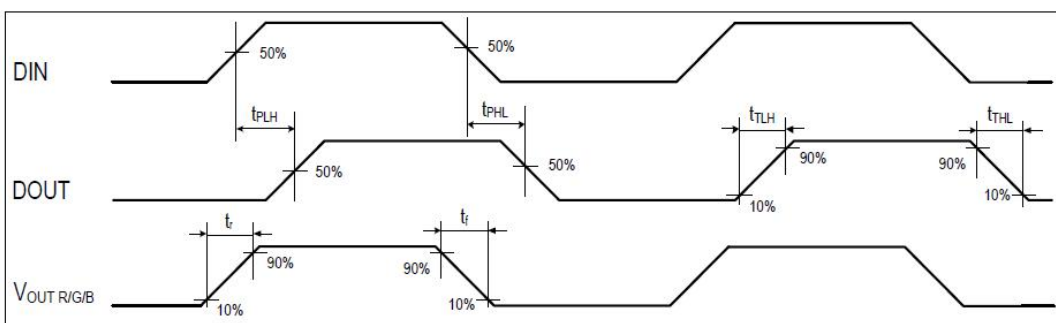 50%
50%
DIN
tPLH
tPHL
tTLH
tTHL
90%
90%
50%
50%
DOUT
10%
10%
tr
tf
90%
90%
VOUT R/G/B
10%
10%